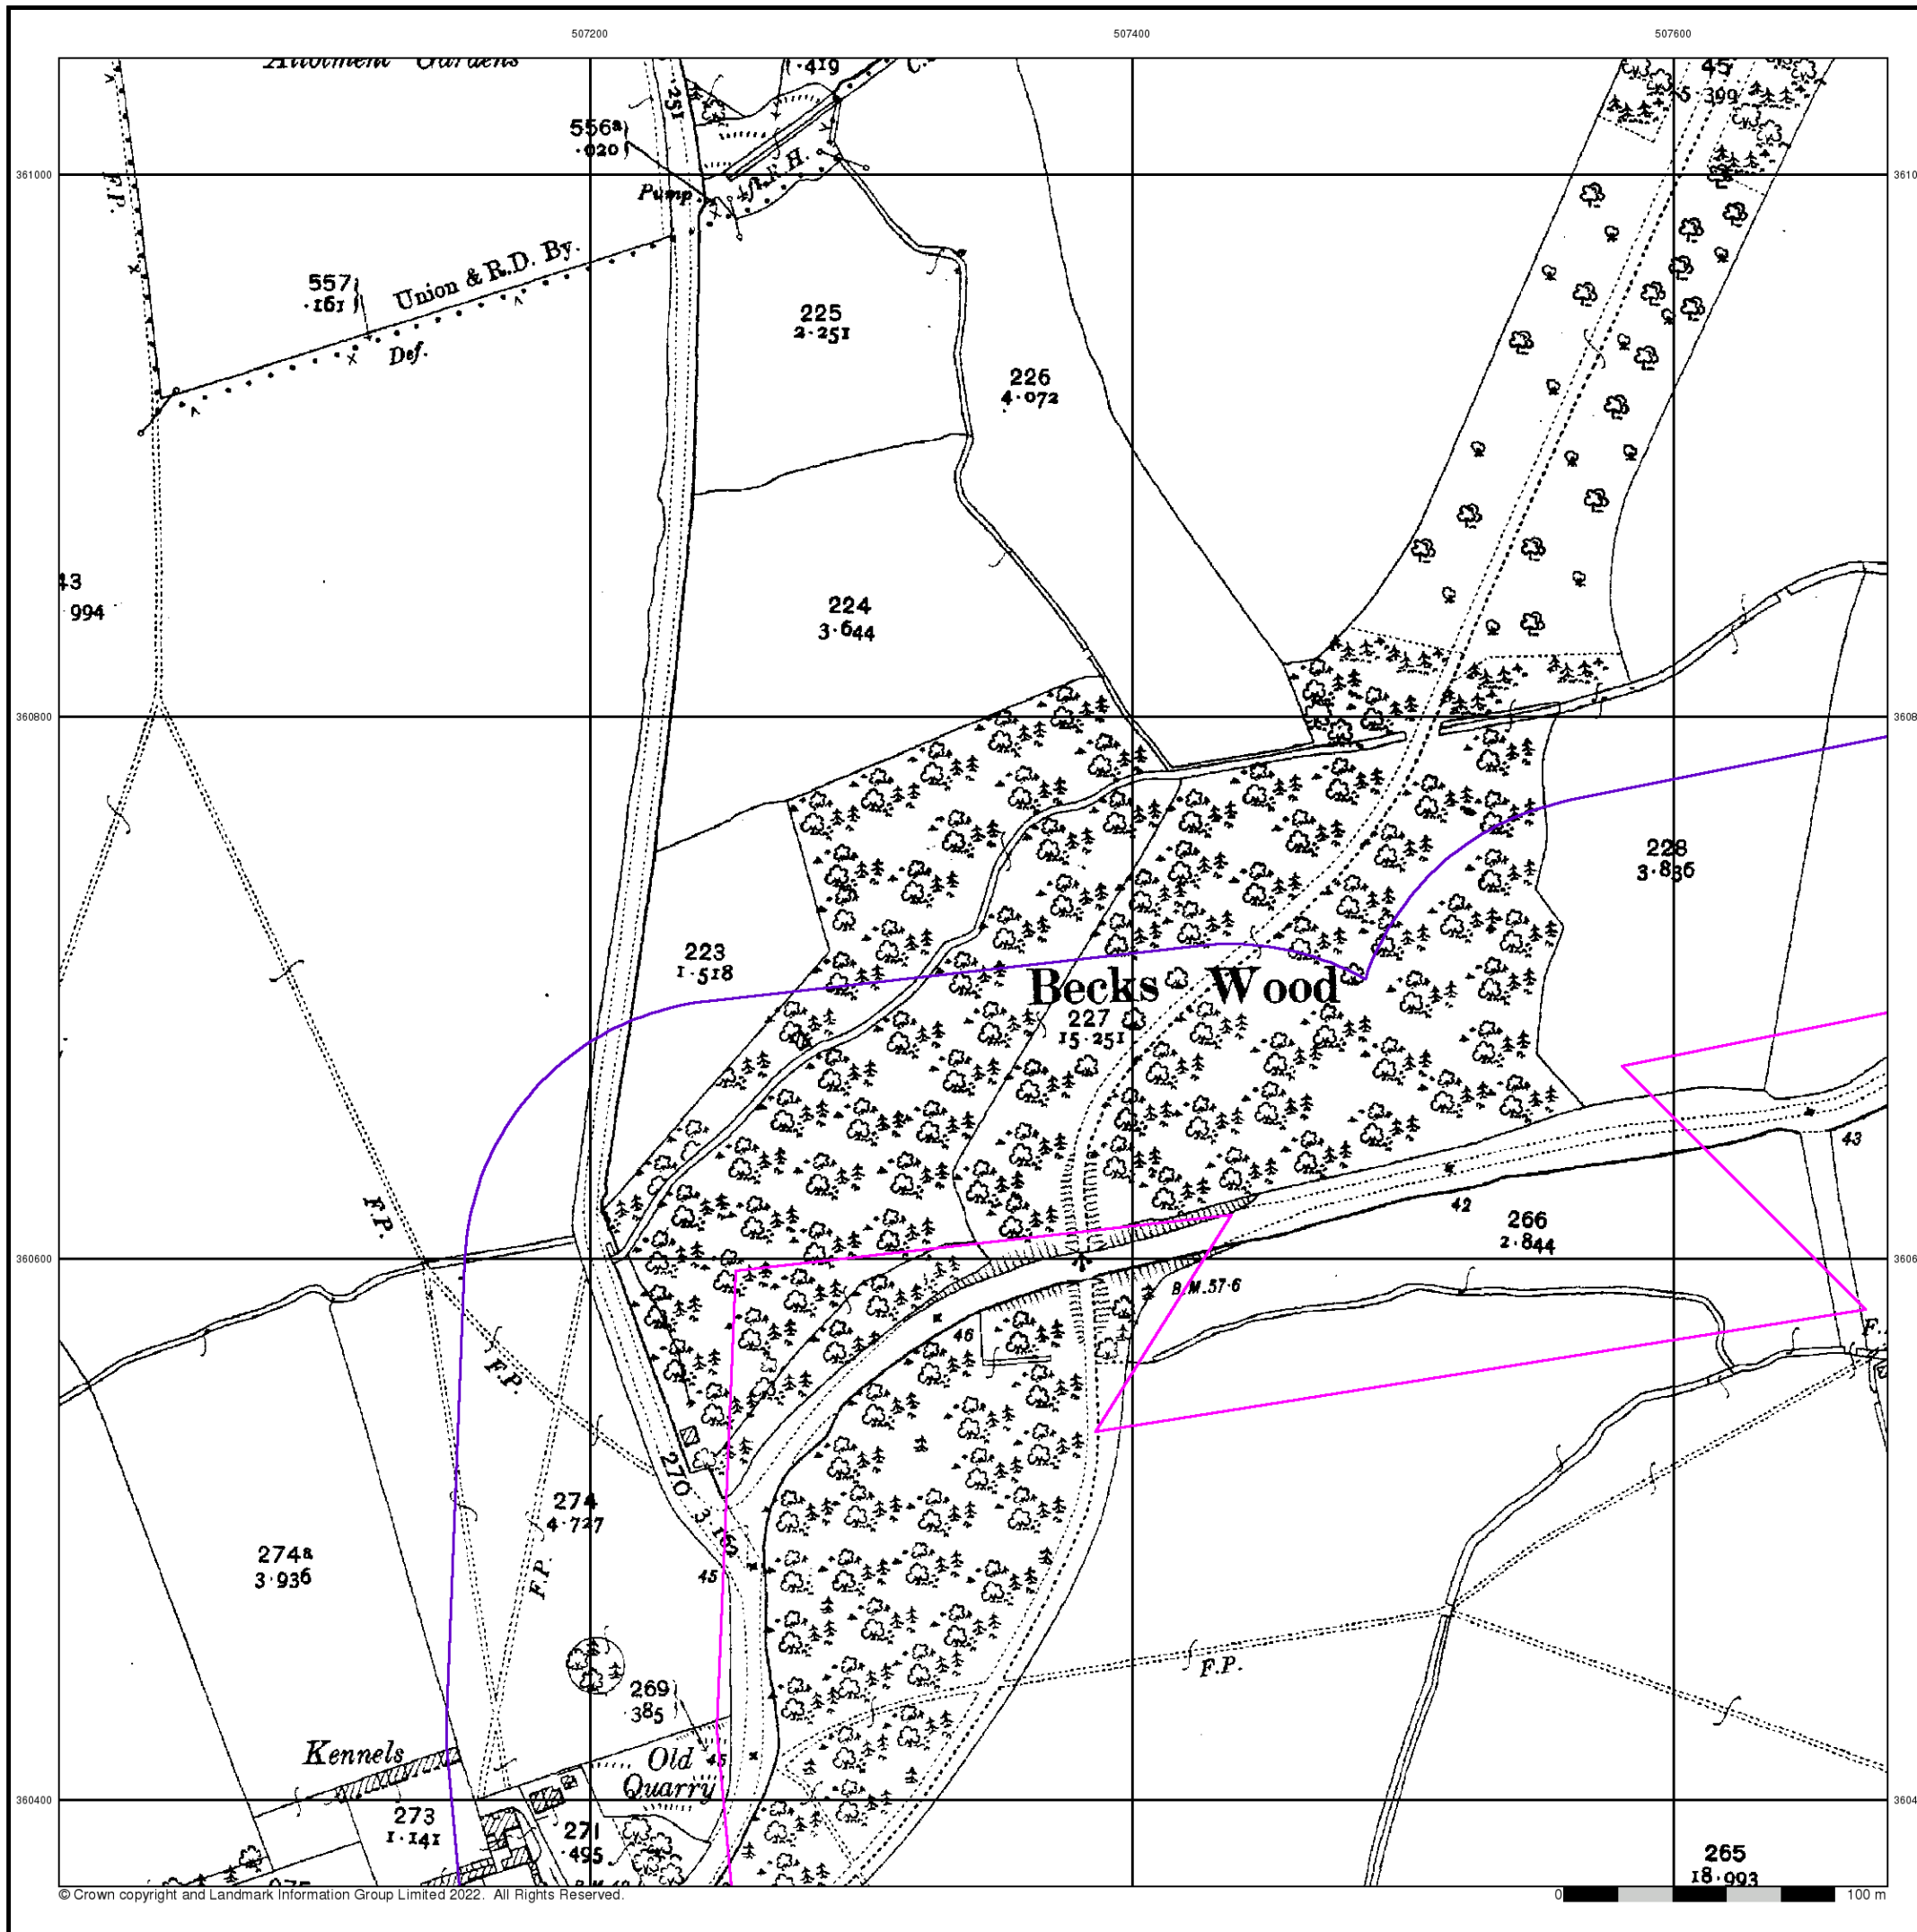 507200
507400
507600
Allotment Gardens
·419
·251
45
5·399
556a
·020
361000
F.P.
Pump
4ft.F.H.
Union & R.D. By.
557
·161
Def.
225
2·251
226
4·072
43
994
224
3·644
360800
228
3·836
223
1·518
Becks Wood
227
15·251
43
42
F.P.
266
2·844
360600
B.M.57·6
46
F.P.
270
274
4·727
274a
3·936
45
F.P.
F.P.
269
·385
Kennels
Old
Quarry
45
360400
273
1·141
271
·495
265
18·993
© Crown copyright and Landmark Information Group Limited 2022. All Rights Reserved.
0 100 m